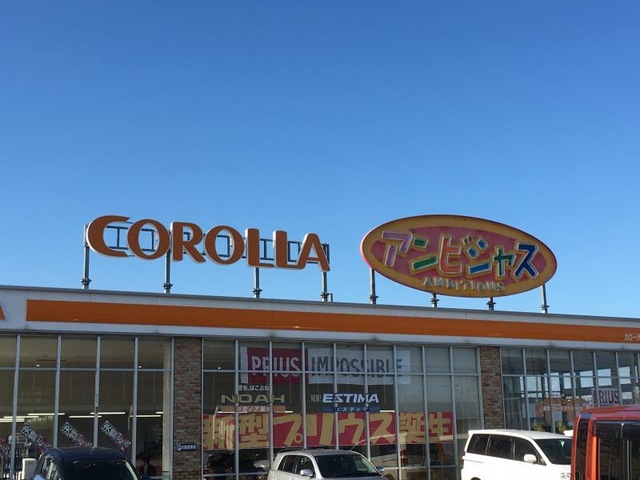 COROLLA
アンビシャス
AMBITIOUS
PRIUS IMPOSSIBLE
NOAH
NEW! ESTIMA
エスティマ
新型プリウス誕生
PRIUS